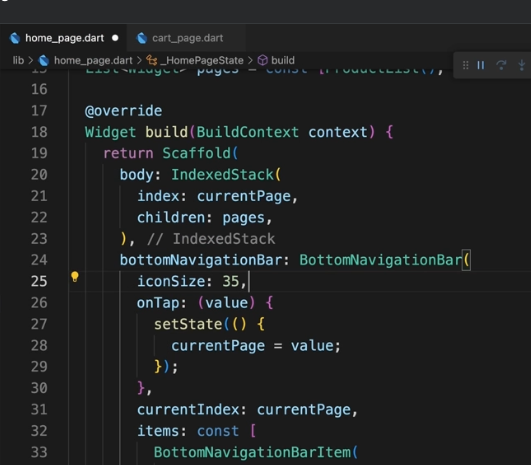 home_page.dart
cart_page.dart
lib > home_page.dart > _HomePageState > build
15 List<Widget> pages = const [ProductList(),
16
17 @override
18 Widget build(BuildContext context) {
19 return Scaffold(
20 body: IndexedStack(
21 index: currentPage,
22 children: pages,
23 ), // IndexedStack
24 bottomNavigationBar: BottomNavigationBar(
25 iconSize: 35,
26 onTap: (value) {
27 setState(() {
28 currentPage = value;
29 });
30 },
31 currentIndex: currentPage,
32 items: const [
33 BottomNavigationBarItem(